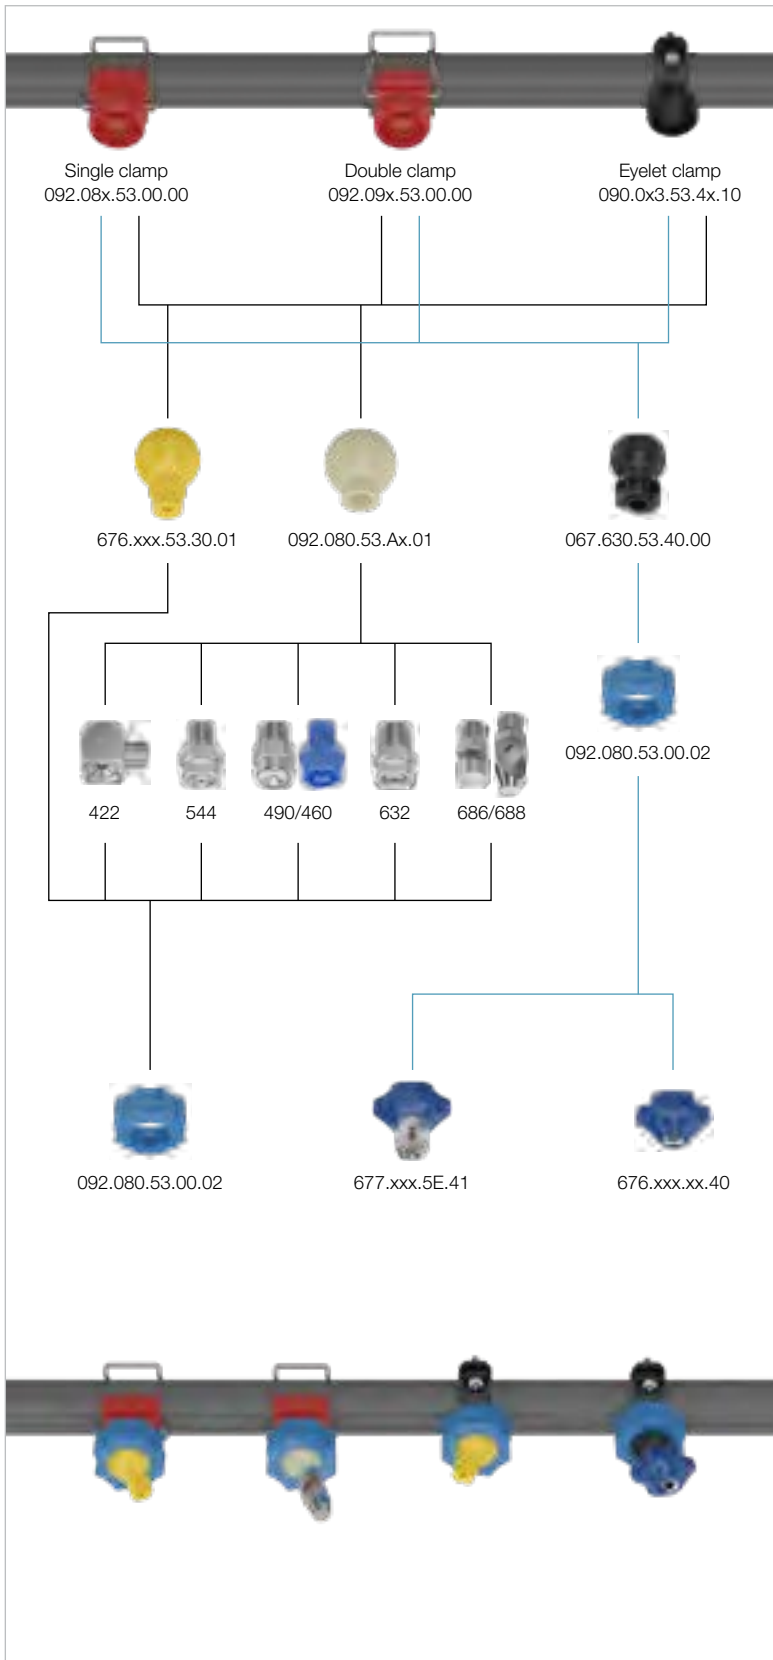 Single clamp
092.08x.53.00.00
Double clamp
092.09x.53.00.00
Eyelet clamp
090.0x3.53.4x.10
676.xxx.53.30.01
092.080.53.Ax.01
067.630.53.40.00
092.080.53.00.02
422
544
490/460
632
686/688
092.080.53.00.02
677.xxx.5E.41
676.xxx.xx.40